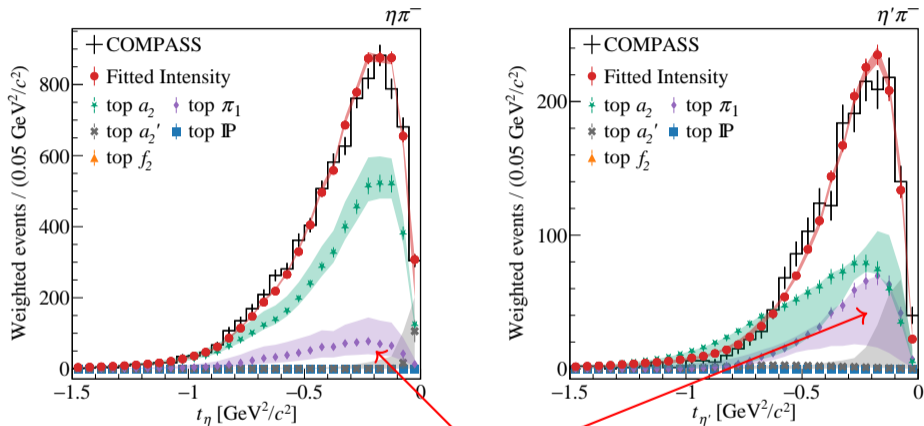 ηπ⁻
Weighted events / (0.05 GeV²/c²)
COMPASS
Fitted Intensity
top a₂ top π₁
top a₂′ top ℙ
top f₂
800
600
400
200
0
−1.5 −1 −0.5 0
t_η [GeV²/c²]
η′π⁻
Weighted events / (0.05 GeV²/c²)
COMPASS
Fitted Intensity
top a₂ top π₁
top a₂′ top ℙ
top f₂
200
100
0
−1.5 −1 −0.5 0
t_η′ [GeV²/c²]